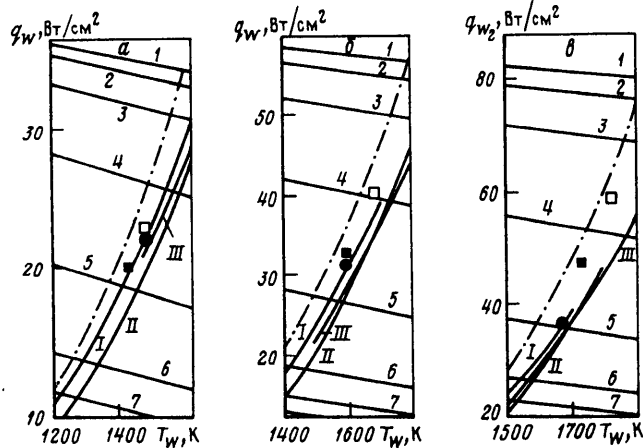 q_W, Вт/см² q_W, Вт/см² q_W₂, Вт/см²
а б в
1 1 1
2 2 2
3 3 3
4 4 4
5 5 5
6 6 6
7 7 7
I II III
I II III
I II III
30 20 10
50 40 30 20
80 60 40 20
1200 1400 T_W, К
1400 1600 T_W, К
1500 1700 T_W, К